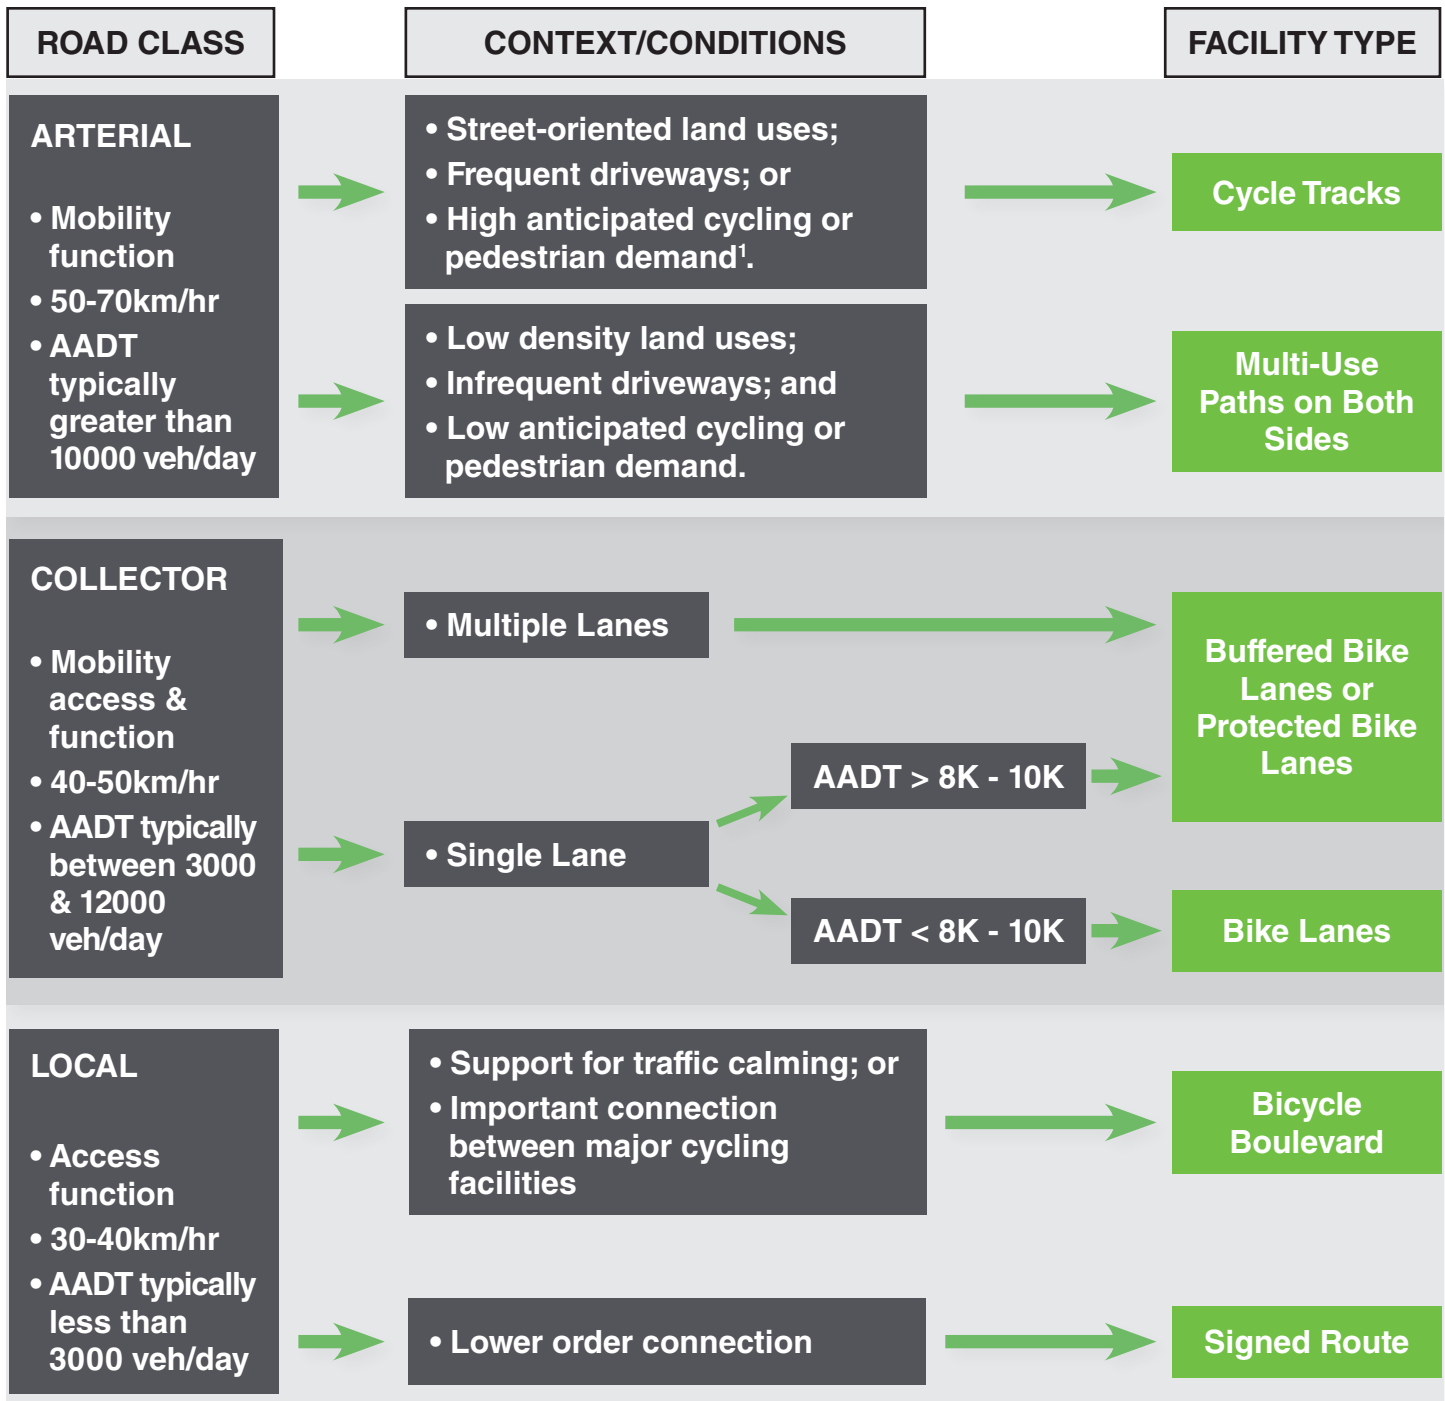 ROAD CLASS
CONTEXT/CONDITIONS
FACILITY TYPE
ARTERIAL
• Mobility
function
• 50-70km/hr
• AADT
typically
greater than
10000 veh/day
• Street-oriented land uses;
• Frequent driveways; or
• High anticipated cycling or
pedestrian demand¹.
Cycle Tracks
• Low density land uses;
• Infrequent driveways; and
• Low anticipated cycling or
pedestrian demand.
Multi-Use
Paths on Both
Sides
COLLECTOR
• Mobility
access &
function
• 40-50km/hr
• AADT typically
between 3000
& 12000
veh/day
• Multiple Lanes
Buffered Bike
Lanes or
Protected Bike
Lanes
• Single Lane
AADT > 8K - 10K
AADT < 8K - 10K
Bike Lanes
LOCAL
• Access
function
• 30-40km/hr
• AADT typically
less than
3000 veh/day
• Support for traffic calming; or
• Important connection
between major cycling
facilities
Bicycle
Boulevard
• Lower order connection
Signed Route